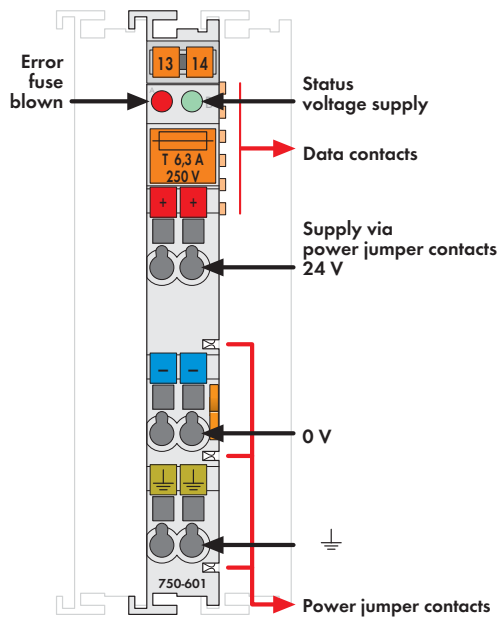 13 14
Error
fuse
blown
A
Status
voltage supply
T 6,3 A
250 V
Data contacts
+ +
Supply via
power jumper contacts
24 V
– –
0 V
750-601
Power jumper contacts